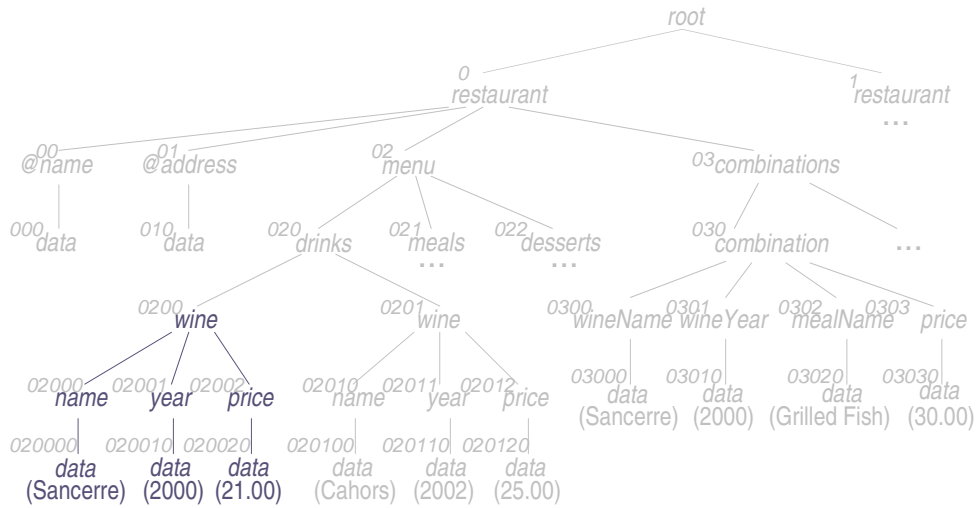 root
0 1
restaurant restaurant
...
00 01 02 03
@name @address menu combinations
000 010 020 021 022 030
data data drinks meals desserts combination ...
... ...
0200 0201 0300 0301 0302 0303
wine wine wineName wineYear mealName price
02000 02001 02002 02010 02011 02012 03000 03010 03020 03030
name year price name year price data data data data
(Sancerre) (2000) (Grilled Fish) (30.00)
020000 020010 020020 020100 020110 020120
data data data data data data
(Sancerre) (2000) (21.00) (Cahors) (2002) (25.00)